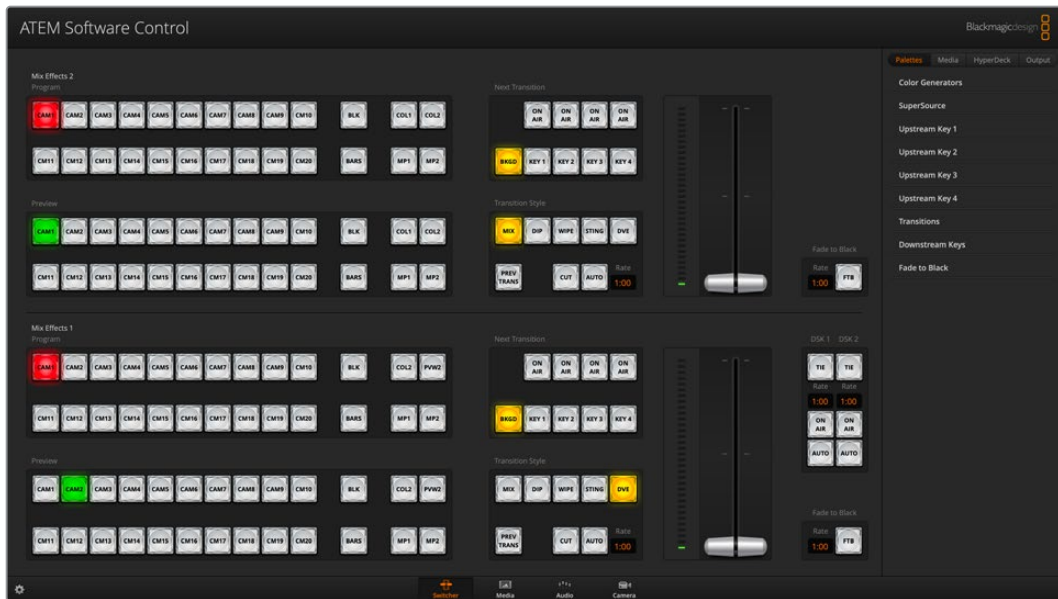 ATEM Software Control
Blackmagicdesign
Palettes Media HyperDeck Output
Color Generators
SuperSource
Upstream Key 1
Upstream Key 2
Upstream Key 3
Upstream Key 4
Transitions
Downstream Keys
Fade to Black
Mix Effects 2
Program
CAM1 CAM2 CAM3 CAM4 CAM5 CAM6 CAM7 CAM8 CAM9 CM10 BLK COL1 COL2
CM11 CM12 CM13 CM14 CM15 CM16 CM17 CM18 CM19 CM20 BARS MP1 MP2
Next Transition
ON AIR ON AIR ON AIR ON AIR
BKGD KEY 1 KEY 2 KEY 3 KEY 4
Preview
CAM1 CAM2 CAM3 CAM4 CAM5 CAM6 CAM7 CAM8 CAM9 CM10 BLK COL1 COL2
CM11 CM12 CM13 CM14 CM15 CM16 CM17 CM18 CM19 CM20 BARS MP1 MP2
Transition Style
MIX DIP WIPE STING DVE
Rate
PREV TRANS CUT AUTO 1:00
Fade to Black
Rate
1:00 FTB
Mix Effects 1
Program
CAM1 CAM2 CAM3 CAM4 CAM5 CAM6 CAM7 CAM8 CAM9 CM10 BLK COL2 PVW2
CM11 CM12 CM13 CM14 CM15 CM16 CM17 CM18 CM19 CM20 BARS MP1 MP2
Next Transition
ON AIR ON AIR ON AIR ON AIR
BKGD KEY 1 KEY 2 KEY 3 KEY 4
DSK 1 DSK 2
TIE TIE
Rate Rate
1:00 1:00
ON AIR ON AIR
AUTO AUTO
Preview
CAM1 CAM2 CAM3 CAM4 CAM5 CAM6 CAM7 CAM8 CAM9 CM10 BLK COL2 PVW2
CM11 CM12 CM13 CM14 CM15 CM16 CM17 CM18 CM19 CM20 BARS MP1 MP2
Transition Style
MIX DIP WIPE STING DVE
Rate
PREV TRANS CUT AUTO 1:00
Fade to Black
Rate
1:00 FTB
Switcher Media Audio Camera